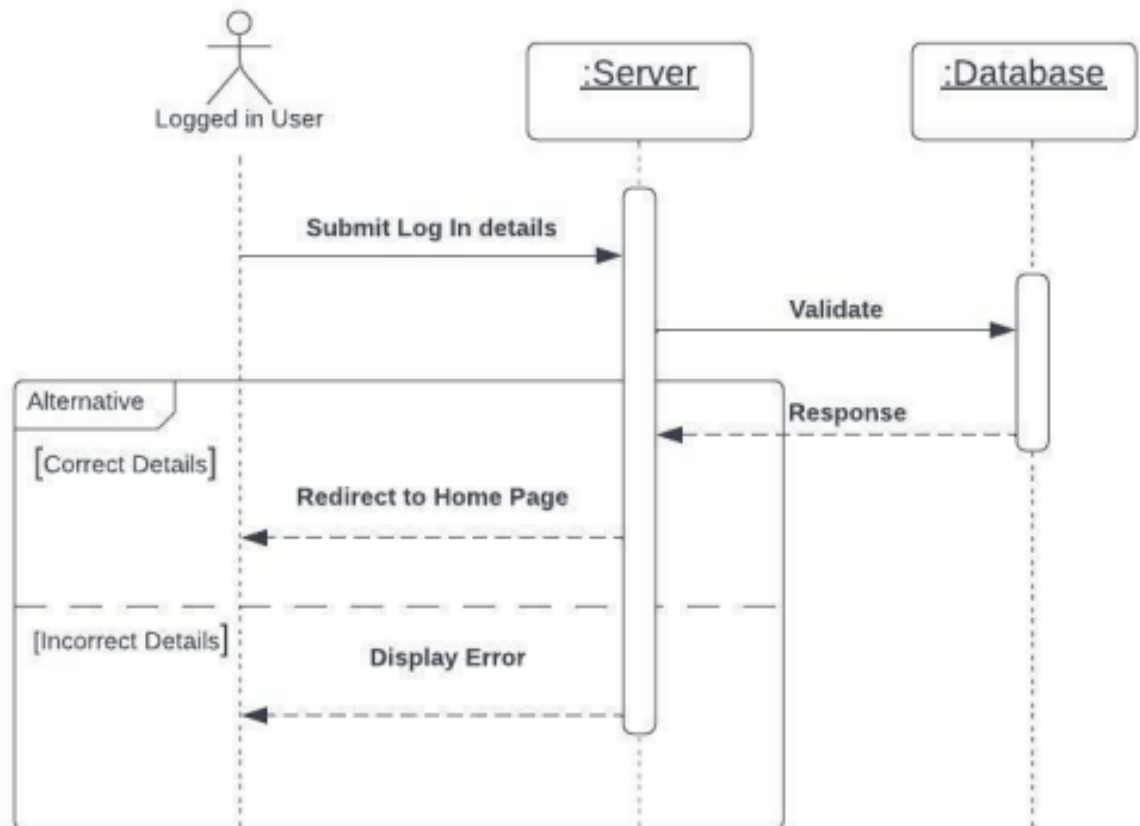 Logged in User
:Server
:Database
Submit Log In details
Validate
Alternative
Response
[Correct Details]
Redirect to Home Page
[Incorrect Details]
Display Error